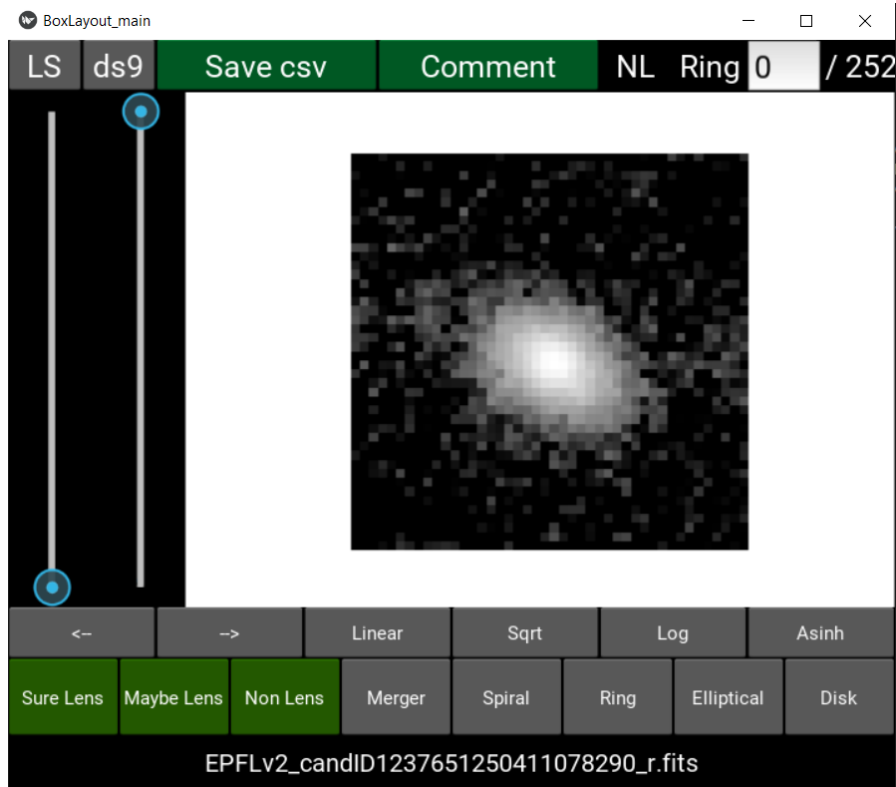 BoxLayout_main
LS ds9 Save csv Comment NL Ring 0 / 252
<-- --> Linear Sqrt Log Asinh
Sure Lens Maybe Lens Non Lens Merger Spiral Ring Elliptical Disk
EPFLv2_candID1237651250411078290_r.fits